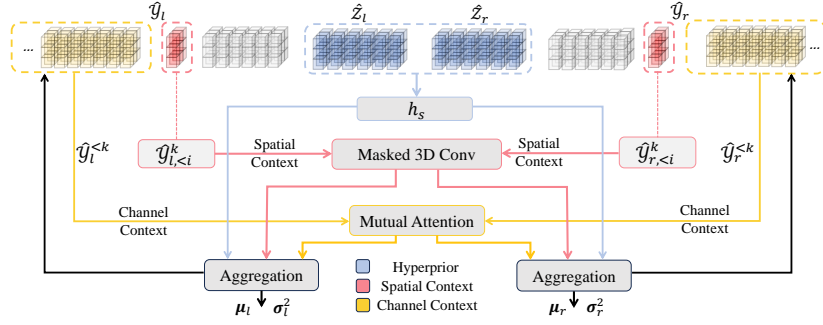 ŷ_l
ẑ_l
ẑ_r
ŷ_r
...
...
h_s
ŷ_l^{<k}
ŷ_{l,<i}^k
Spatial
Context
Masked 3D Conv
Spatial
Context
ŷ_{r,<i}^k
ŷ_r^{<k}
Channel
Context
Mutual Attention
Channel
Context
Aggregation
Hyperprior
Spatial Context
Channel Context
Aggregation
μ_l σ_l^2
μ_r σ_r^2